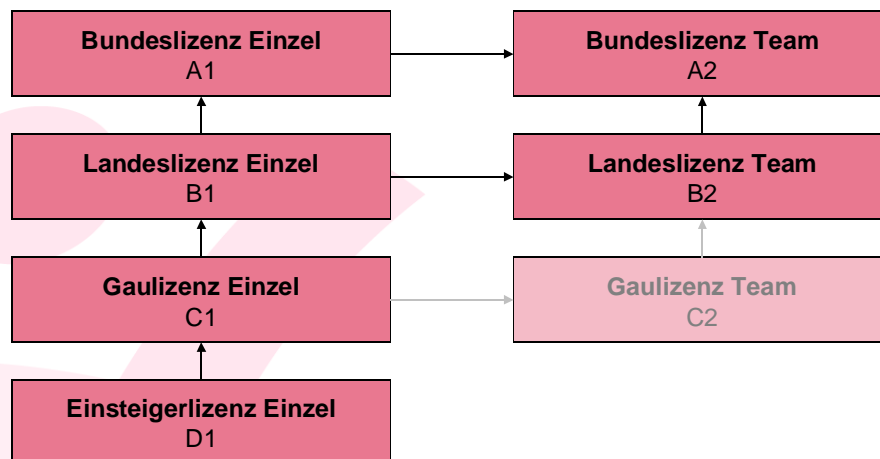 Bundeslizenz Einzel
A1
Bundeslizenz Team
A2
Landeslizenz Einzel
B1
Landeslizenz Team
B2
Gaulizenz Einzel
C1
Gaulizenz Team
C2
Einsteigerlizenz Einzel
D1